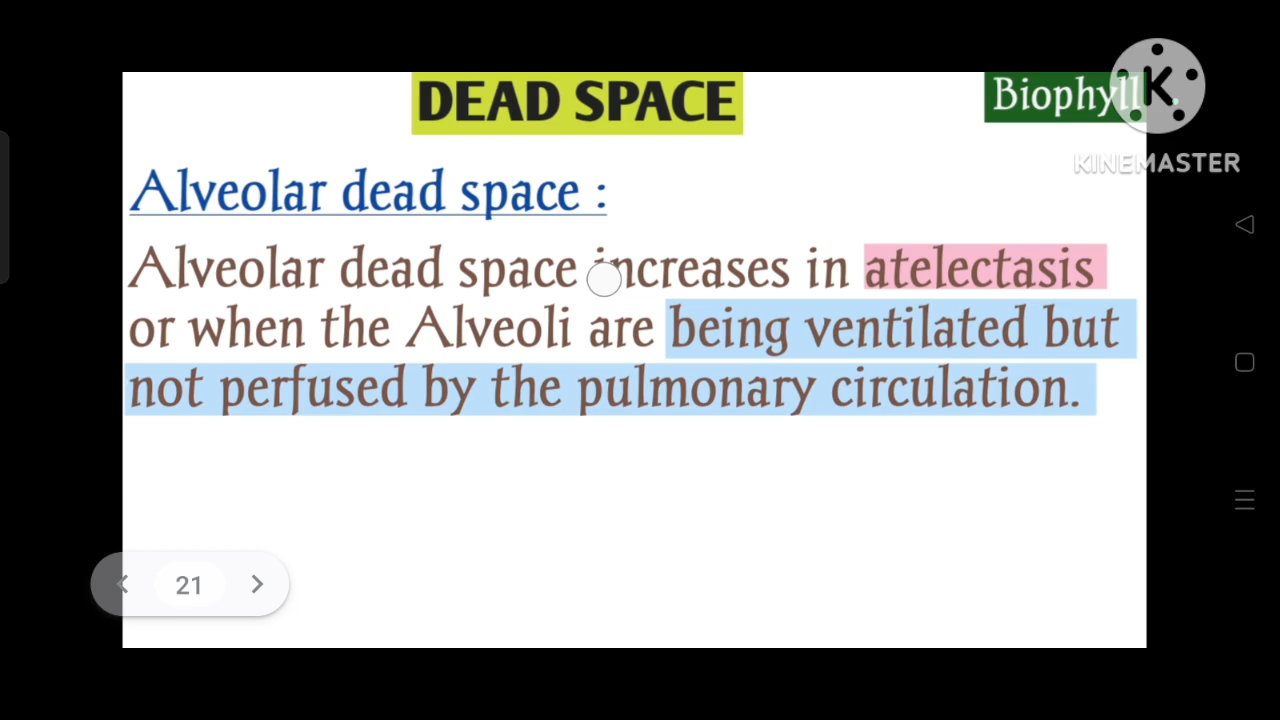 DEAD SPACE
Biophyll
KINEMASTER
Alveolar dead space :
Alveolar dead space increases in atelectasis
or when the Alveoli are being ventilated but
not perfused by the pulmonary circulation.
21